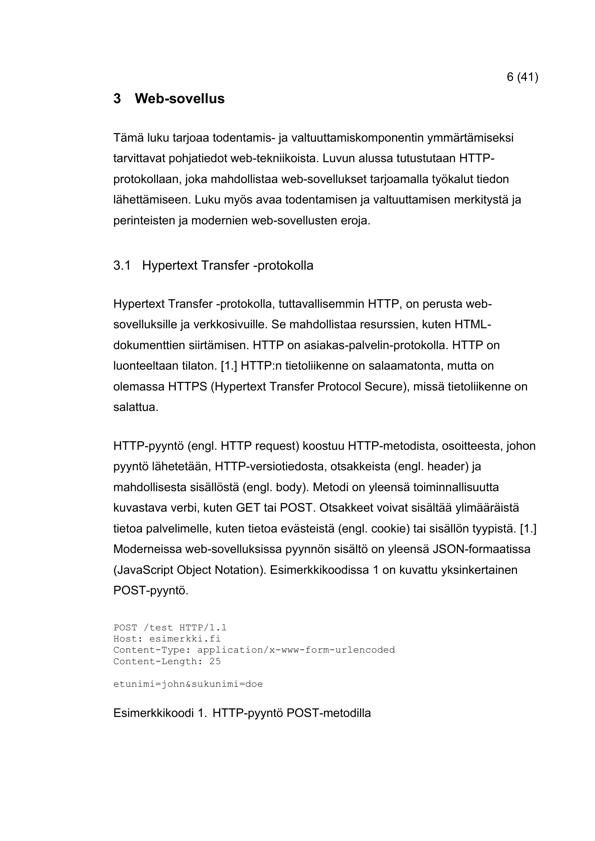 6 (41)
3 Web-sovellus
Tämä luku tarjoaa todentamis- ja valtuuttamiskomponentin ymmärtämiseksi
tarvittavat pohjatiedot web-tekniikoista. Luvun alussa tutustutaan HTTP-
protokollaan, joka mahdollistaa web-sovellukset tarjoamalla työkalut tiedon
lähettämiseen. Luku myös avaa todentamisen ja valtuuttamisen merkitystä ja
perinteisten ja modernien web-sovellusten eroja.
3.1 Hypertext Transfer -protokolla
Hypertext Transfer -protokolla, tuttavallisemmin HTTP, on perusta web-
sovelluksille ja verkkosivuille. Se mahdollistaa resurssien, kuten HTML-
dokumenttien siirtämisen. HTTP on asiakas-palvelin-protokolla. HTTP on
luonteeltaan tilaton. [1.] HTTP:n tietoliikenne on salaamatonta, mutta on
olemassa HTTPS (Hypertext Transfer Protocol Secure), missä tietoliikenne on
salattua.
HTTP-pyyntö (engl. HTTP request) koostuu HTTP-metodista, osoitteesta, johon
pyyntö lähetetään, HTTP-versiotiedosta, otsakkeista (engl. header) ja
mahdollisesta sisällöstä (engl. body). Metodi on yleensä toiminnallisuutta
kuvastava verbi, kuten GET tai POST. Otsakkeet voivat sisältää ylimääräistä
tietoa palvelimelle, kuten tietoa evästeistä (engl. cookie) tai sisällön tyypistä. [1.]
Moderneissa web-sovelluksissa pyynnön sisältö on yleensä JSON-formaatissa
(JavaScript Object Notation). Esimerkkikoodissa 1 on kuvattu yksinkertainen
POST-pyyntö.
POST /test HTTP/1.1
Host: esimerkki.fi
Content-Type: application/x-www-form-urlencoded
Content-Length: 25
etunimi=john&sukunimi=doe
Esimerkkikoodi 1. HTTP-pyyntö POST-metodilla